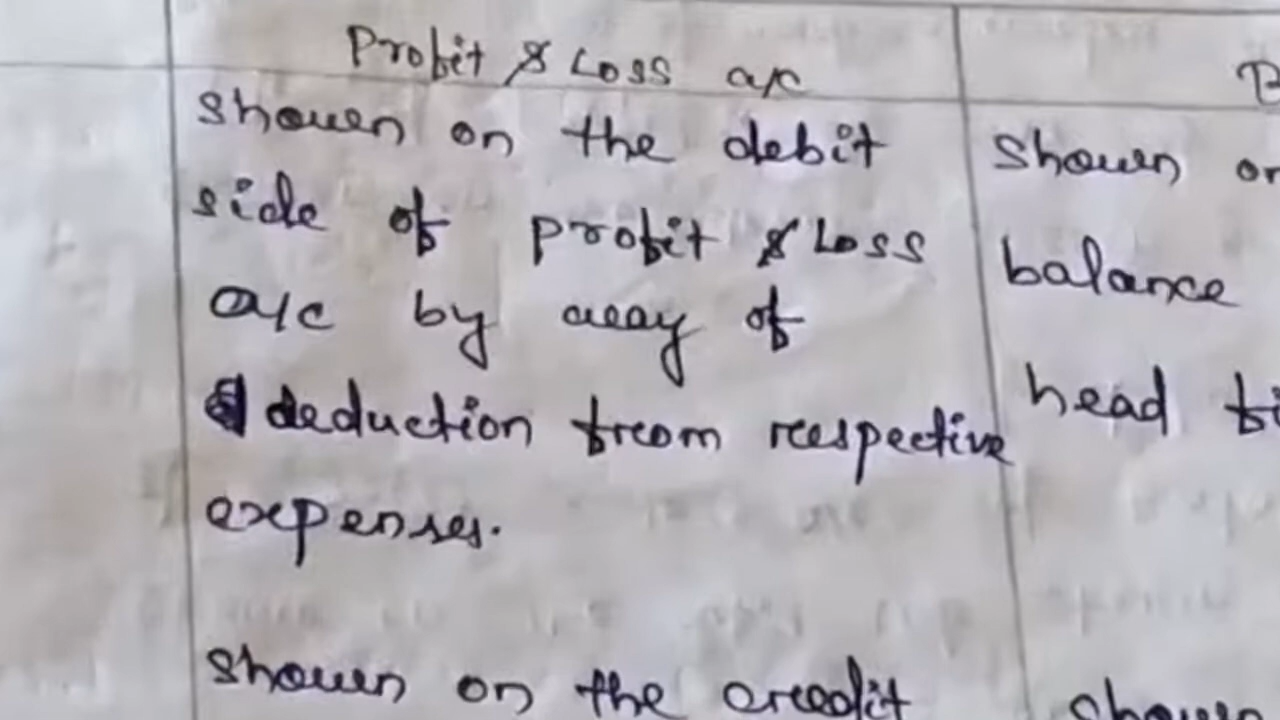 Profit & Loss a/c
B
shown on the debit
side of profit & Loss
a/c by way of
deduction from respective
expenses.
shown on the credit
shown on
balance
head
shown